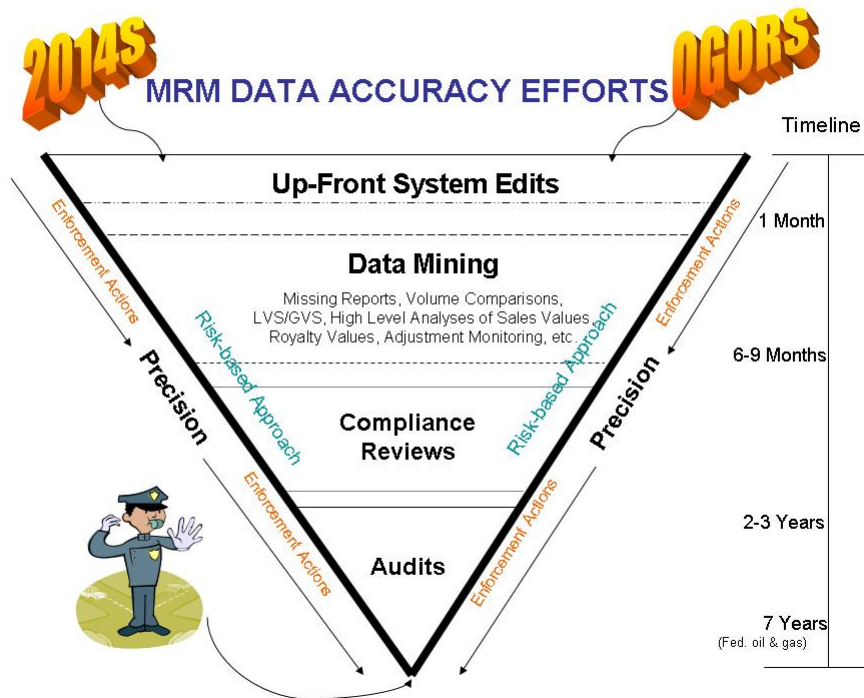 2014S
OGORS
MRM DATA ACCURACY EFFORTS
Timeline
Up-Front System Edits
1 Month
Enforcement Actions
Enforcement Actions
Data Mining
Missing Reports, Volume Comparisons,
LVS/GVS, High Level Analyses of Sales Values,
Royalty Values, Adjustment Monitoring, etc.
6-9 Months
Risk-based Approach
Risk-based Approach
Precision
Precision
Compliance
Reviews
Enforcement Actions
Enforcement Actions
2-3 Years
Audits
7 Years
(Fed. oil & gas)